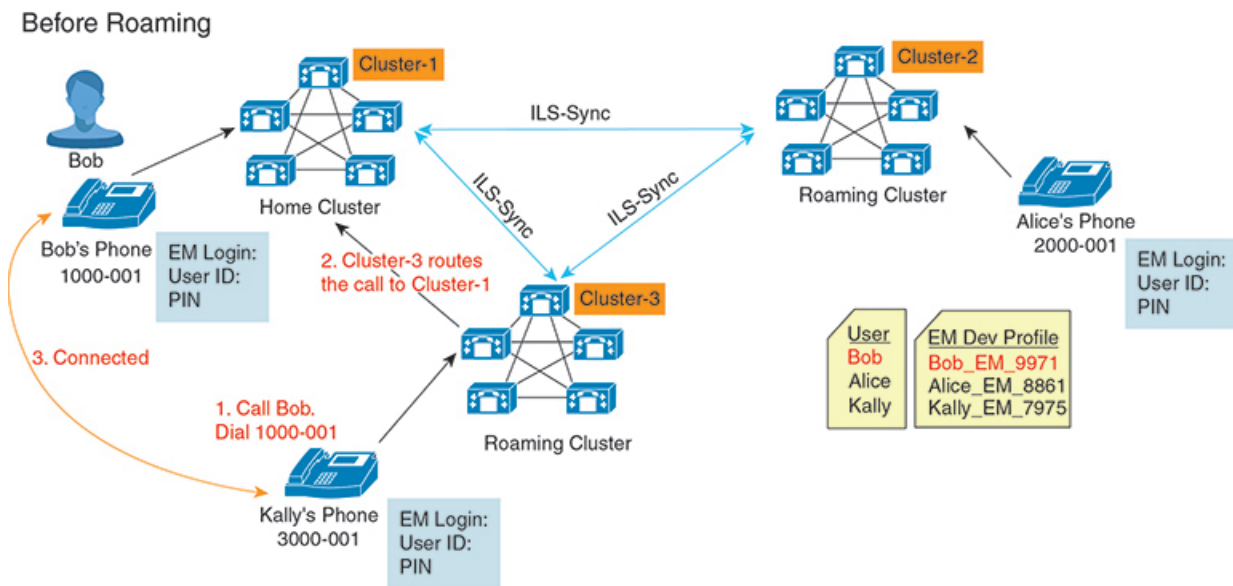 Before Roaming
Cluster-1
Cluster-2
ILS-Sync
Bob
Home Cluster
Roaming Cluster
ILS-Sync
ILS-Sync
Bob's Phone
1000-001
EM Login:
User ID:
PIN
Alice's Phone
2000-001
EM Login:
User ID:
PIN
2. Cluster-3 routes
the call to Cluster-1
Cluster-3
3. Connected
1. Call Bob.
Dial 1000-001
Roaming Cluster
User
Bob
Alice
Kally
EM Dev Profile
Bob_EM_9971
Alice_EM_8861
Kally_EM_7975
Kally's Phone
3000-001
EM Login:
User ID:
PIN